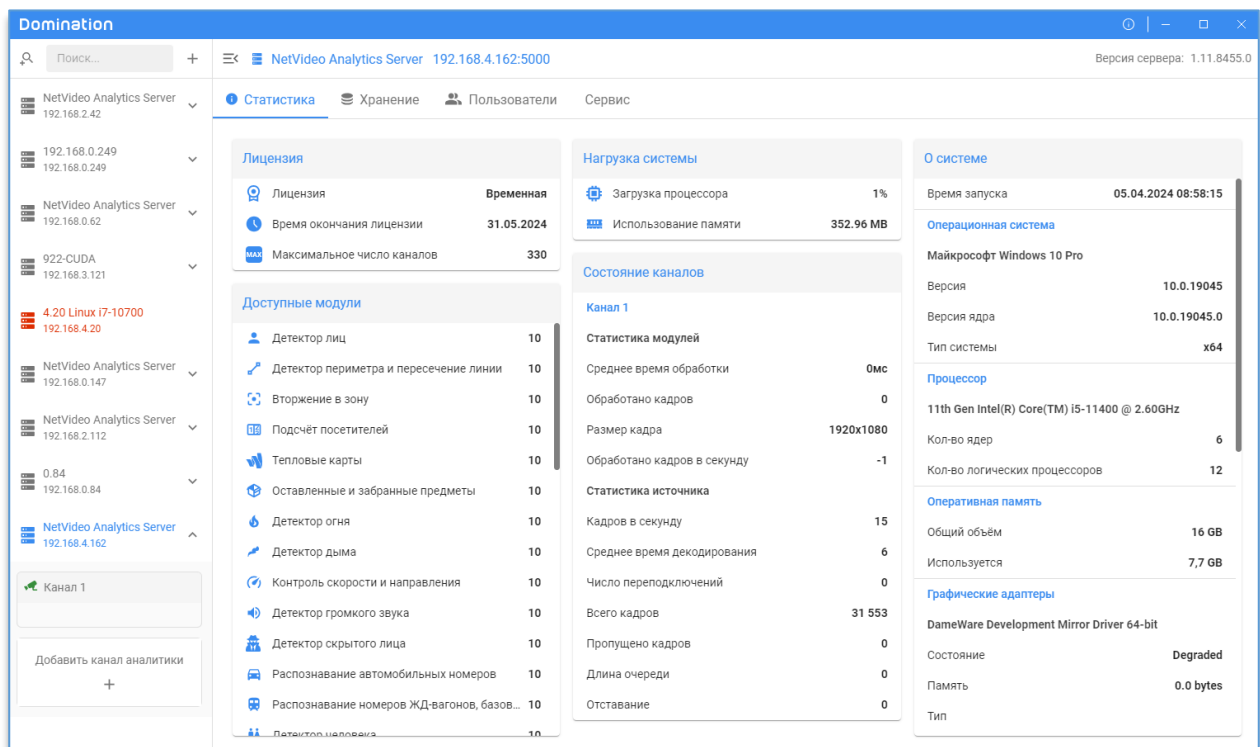 Domination
Поиск...
NetVideo Analytics Server 192.168.4.162:5000
Версия сервера: 1.11.8455.0
NetVideo Analytics Server
192.168.2.42
192.168.0.249
192.168.0.249
NetVideo Analytics Server
192.168.0.62
922-CUDA
192.168.3.121
4.20 Linux i7-10700
192.168.4.20
NetVideo Analytics Server
192.168.0.147
NetVideo Analytics Server
192.168.2.112
0.84
192.168.0.84
NetVideo Analytics Server
192.168.4.162
Канал 1
Добавить канал аналитики
+
Статистика Хранение Пользователи Сервис
Лицензия
Лицензия Временная
Время окончания лицензии 31.05.2024
MAX Максимальное число каналов 330
Доступные модули
Детектор лиц 10
Детектор периметра и пересечение линии 10
Вторжение в зону 10
Подсчёт посетителей 10
Тепловые карты 10
Оставленные и забранные предметы 10
Детектор огня 10
Детектор дыма 10
Контроль скорости и направления 10
Детектор громкого звука 10
Детектор скрытого лица 10
Распознавание автомобильных номеров 10
Распознавание номеров ЖД-вагонов, базов... 10
Детектор человека 10
Нагрузка системы
Загрузка процессора 1%
Использование памяти 352.96 MB
Состояние каналов
Канал 1
Статистика модулей
Среднее время обработки 0мс
Обработано кадров 0
Размер кадра 1920x1080
Обработано кадров в секунду -1
Статистика источника
Кадров в секунду 15
Среднее время декодирования 6
Число переподключений 0
Всего кадров 31 553
Пропущено кадров 0
Длина очереди 0
Отставание 0
О системе
Время запуска 05.04.2024 08:58:15
Операционная система
Майкрософт Windows 10 Pro
Версия 10.0.19045
Версия ядра 10.0.19045.0
Тип системы x64
Процессор
11th Gen Intel(R) Core(TM) i5-11400 @ 2.60GHz
Кол-во ядер 6
Кол-во логических процессоров 12
Оперативная память
Общий объём 16 GB
Используется 7,7 GB
Графические адаптеры
DameWare Development Mirror Driver 64-bit
Состояние Degraded
Память 0.0 bytes
Тип